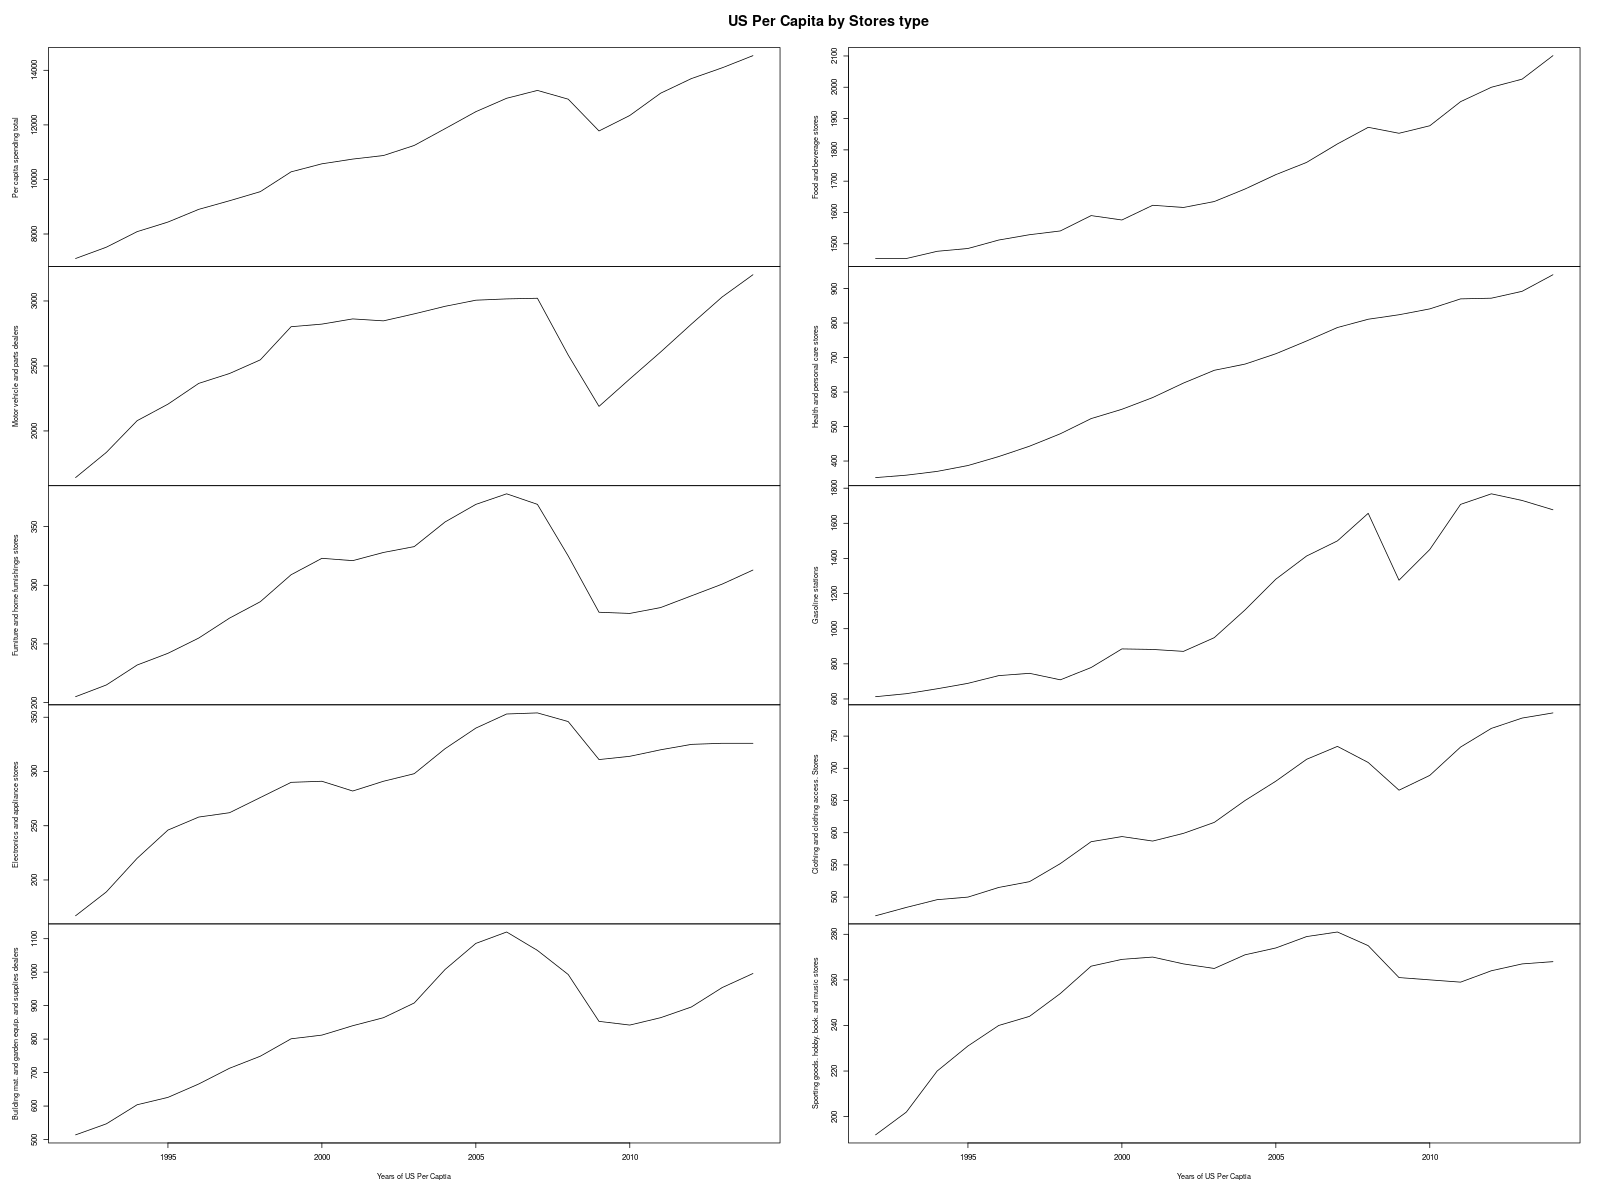 US Per Capita by Stores type
Per capita spending total
8000 10000 12000 14000
Motor vehicle and parts dealers
2000 2500 3000
Furniture and home furnishings stores
200 250 300 350
Electronics and appliance stores
200 250 300 350
Building mat. and garden equip. and supplies dealers
500 600 700 800 900 1000 1100
1995 2000 2005 2010
Years of US Per Captia
Food and beverage stores
1500 1600 1700 1800 1900 2000 2100
Health and personal care stores
300 400 500 600 700 800 900
Gasoline stations
600 800 1000 1200 1400 1600 1800
Clothing and clothing access. Stores
500 550 600 650 700 750
Sporting goods. hobby. book. and music stores
200 220 240 260 280
1995 2000 2005 2010
Years of US Per Captia